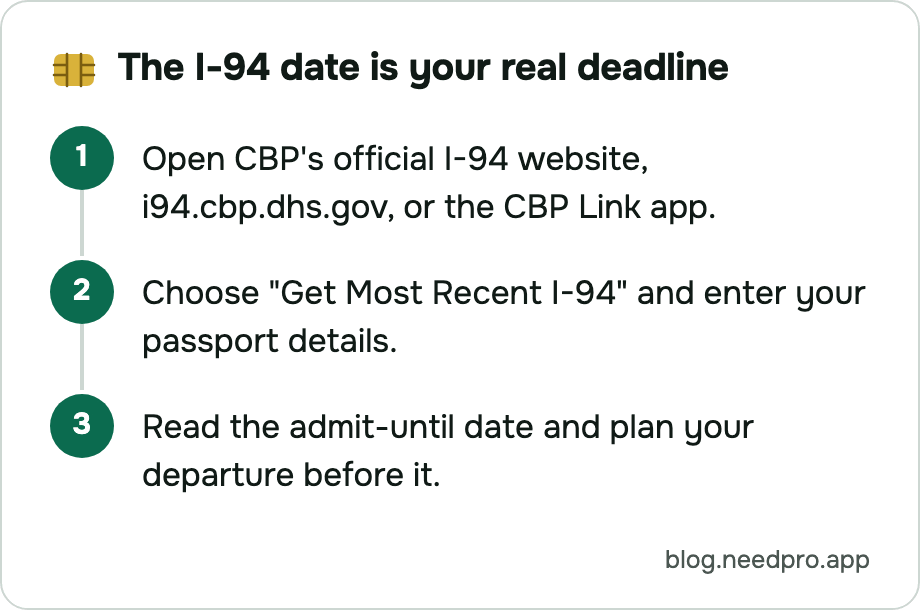 The I-94 date is your real deadline
1
Open CBP's official I-94 website,
i94.cbp.dhs.gov, or the CBP Link app.
2
Choose "Get Most Recent I-94" and enter your
passport details.
3
Read the admit-until date and plan your
departure before it.
blog.needpro.app